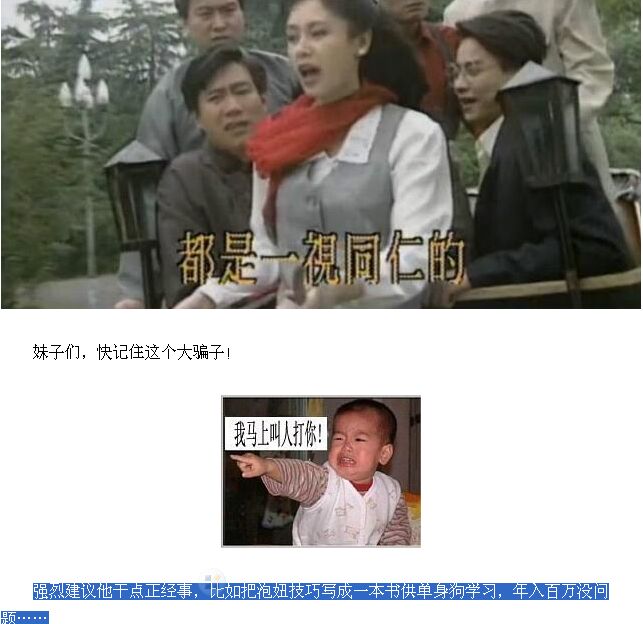 都是一視同仁的
妹子们，快记住这个大骗子！
我马上叫人打你！
强烈建议他干点正经事，比如把泡妞技巧写成一本书供单身狗学习，年入百万没问
题……